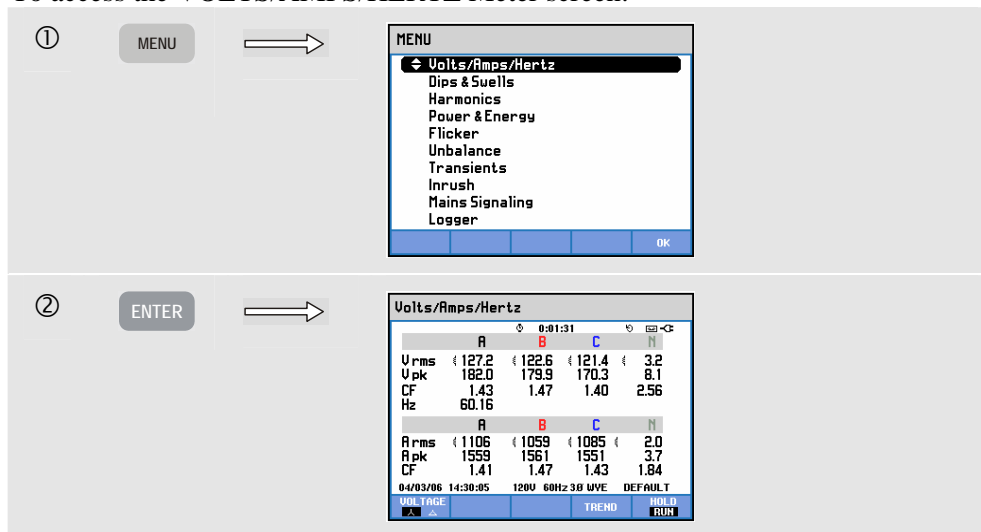 To access the VOLTS/AMPS/HERTZ Meter screen:
① MENU
MENU
Volts/Amps/Hertz
Dips & Swells
Harmonics
Power & Energy
Flicker
Unbalance
Transients
Inrush
Mains Signaling
Logger
OK
② ENTER
Volts/Amps/Hertz
0:01:31
A B C N
V rms 127.2 122.6 121.4 3.2
V pk 182.0 179.9 170.3 8.1
CF 1.43 1.47 1.40 2.56
Hz 60.16
A B C N
A rms 1106 1059 1085 2.0
A pk 1559 1561 1551 3.7
CF 1.41 1.47 1.43 1.84
04/03/06 14:30:05 120V 60Hz 3Ø WYE DEFAULT
VOLTAGE TREND HOLD
RUN